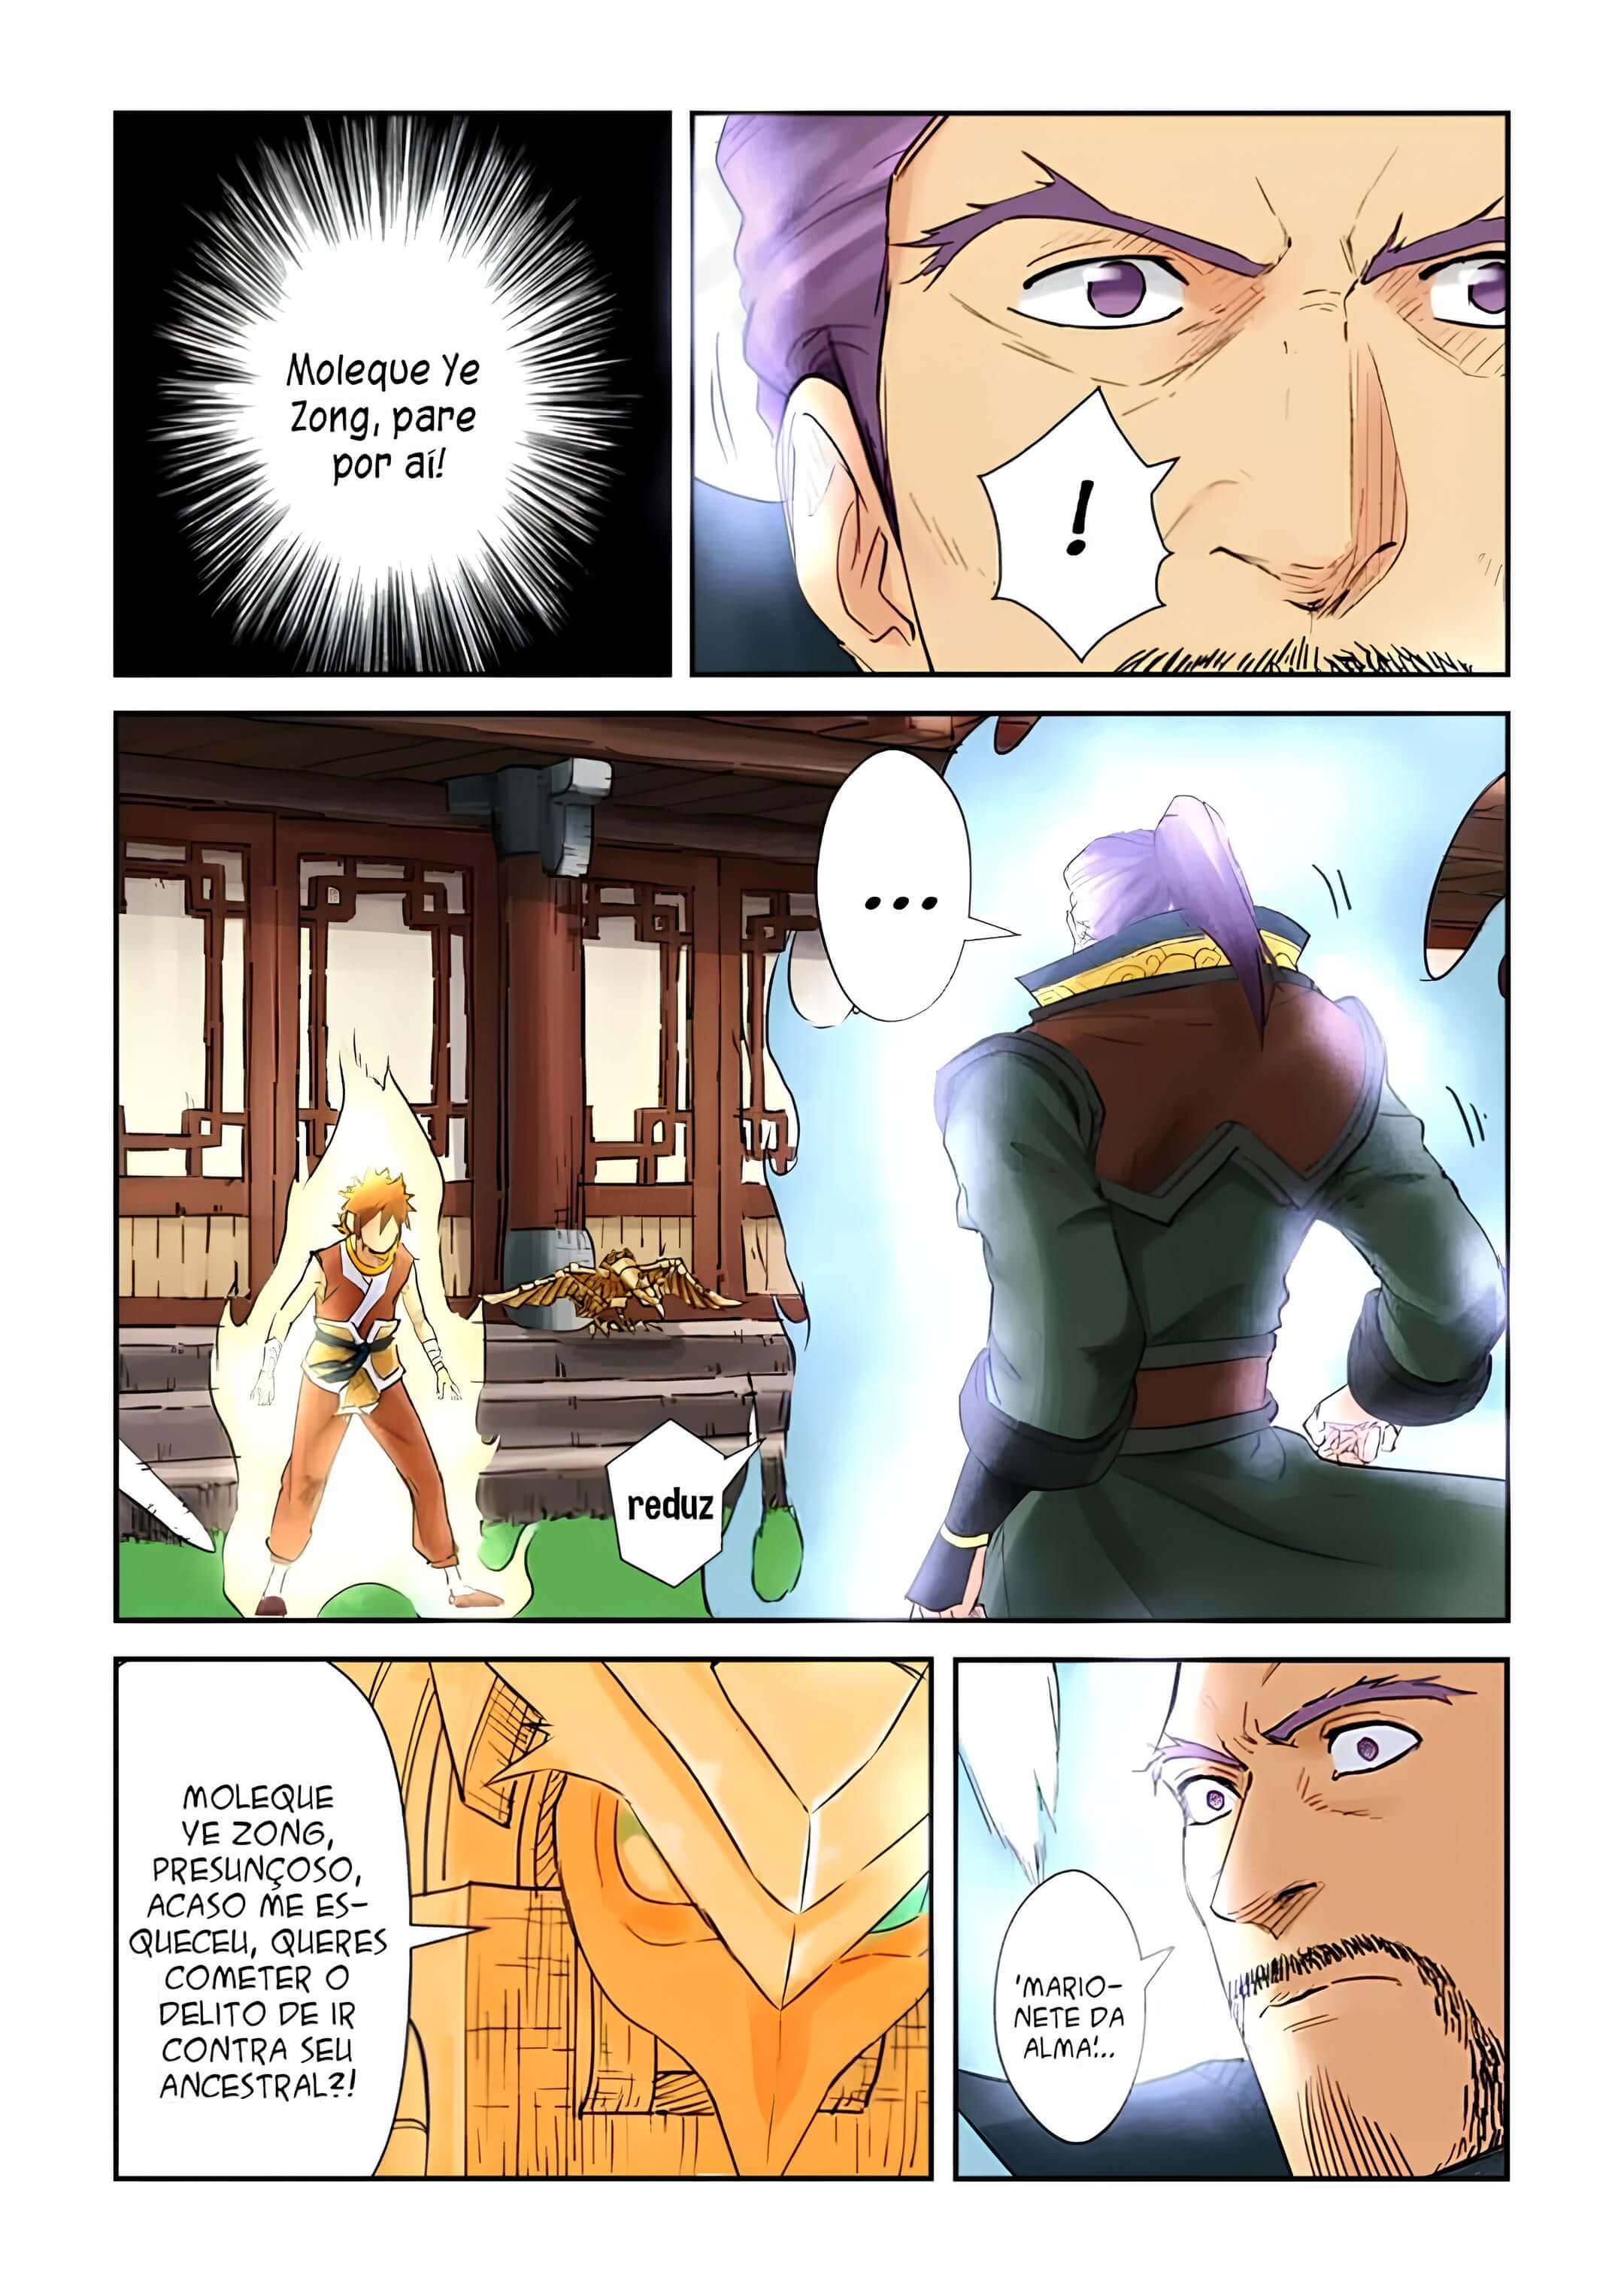 Moleque Ye
Zong, pare
por aí!
!
...
reduz
MOLEQUE
YE ZONG,
PRESUNÇOSO,
ACASO ME ES-
QUECEU, QUERES
COMETER O
DELITO DE IR
CONTRA SEU
ANCESTRAL?!
'MARIO-
NETE DA
ALMA'...